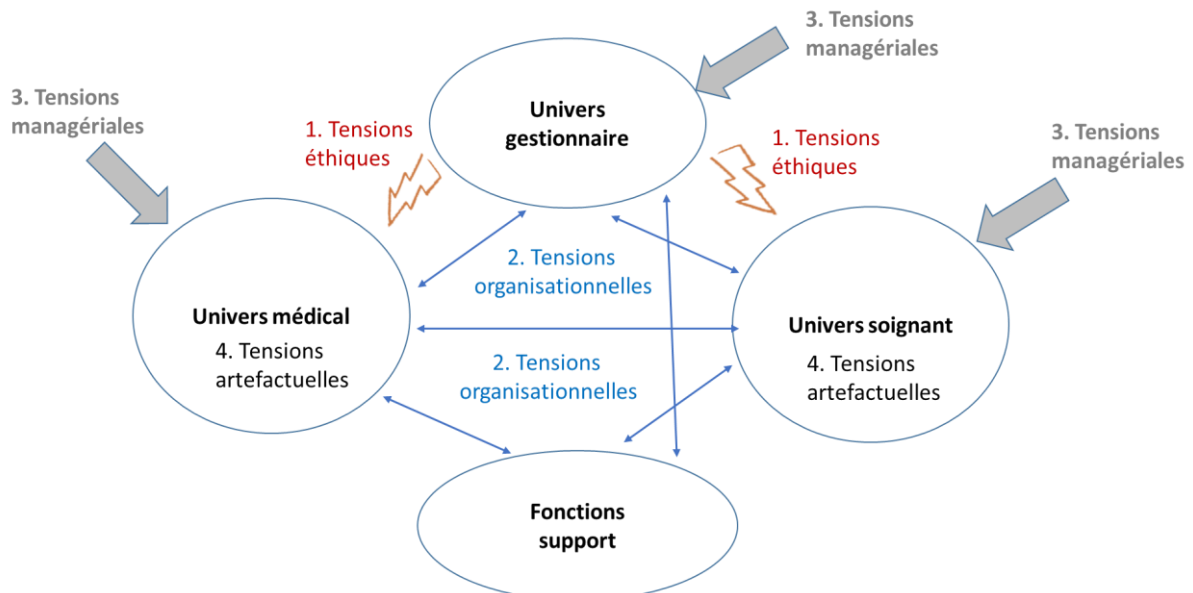 3. Tensions
managériales
3. Tensions
managériales
1. Tensions
éthiques
Univers
gestionnaire
1. Tensions
éthiques
3. Tensions
managériales
2. Tensions
organisationnelles
Univers médical
4. Tensions
artefactuelles
2. Tensions
organisationnelles
Univers soignant
4. Tensions
artefactuelles
Fonctions
support